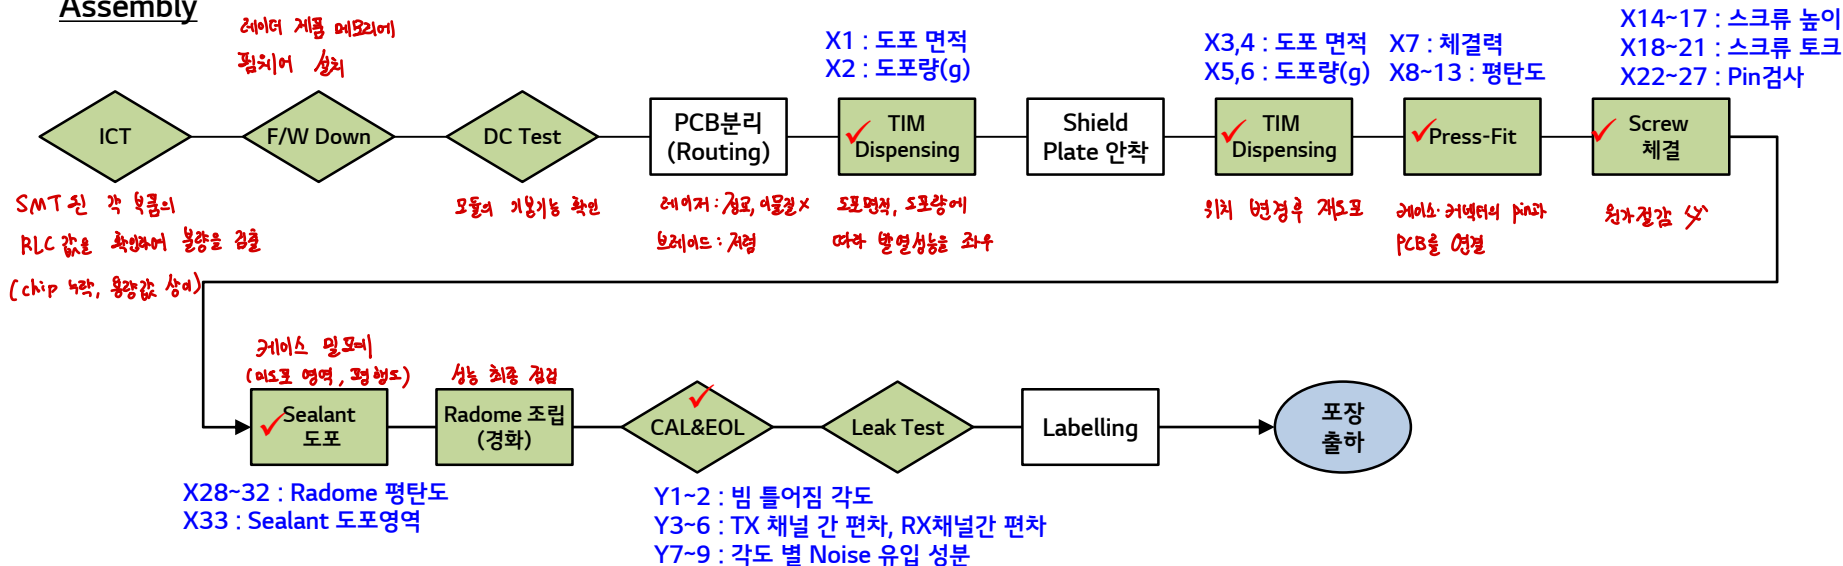 Assembly
레이더 제품 메모리에
펌웨어 설치
X1 : 도포 면적
X2 : 도포량(g)
X3,4 : 도포 면적
X5,6 : 도포량(g)
X7 : 체결력
X8~13 : 평탄도
X14~17 : 스크류 높이
X18~21 : 스크류 토크
X22~27 : Pin검사
ICT
F/W Down
DC Test
PCB분리
(Routing)
TIM
Dispensing
Shield
Plate 안착
TIM
Dispensing
Press-Fit
Screw
체결
SMT된 각 부품의
RLC 값을 확인하여 불량을 검출
(chip 누락, 용량값 상이)
모듈의 기본기능 확인
레이저 : 정교, 이물질 x
브레이드 : 저렴
도포면적, 도포량에
따라 발열성능을 좌우
위치 변경후 재도포
케이스·커넥터의 pin과
PCB를 연결
원가절감
케이스 밀모에
(미도포 영역, 평행도)
성능 최종 점검
Sealant
도포
Radome 조립
(경화)
CAL&EOL
Leak Test
Labelling
포장
출하
X28~32 : Radome 평탄도
X33 : Sealant 도포영역
Y1~2 : 빔 틀어짐 각도
Y3~6 : TX 채널 간 편차, RX채널간 편차
Y7~9 : 각도 별 Noise 유입 성분